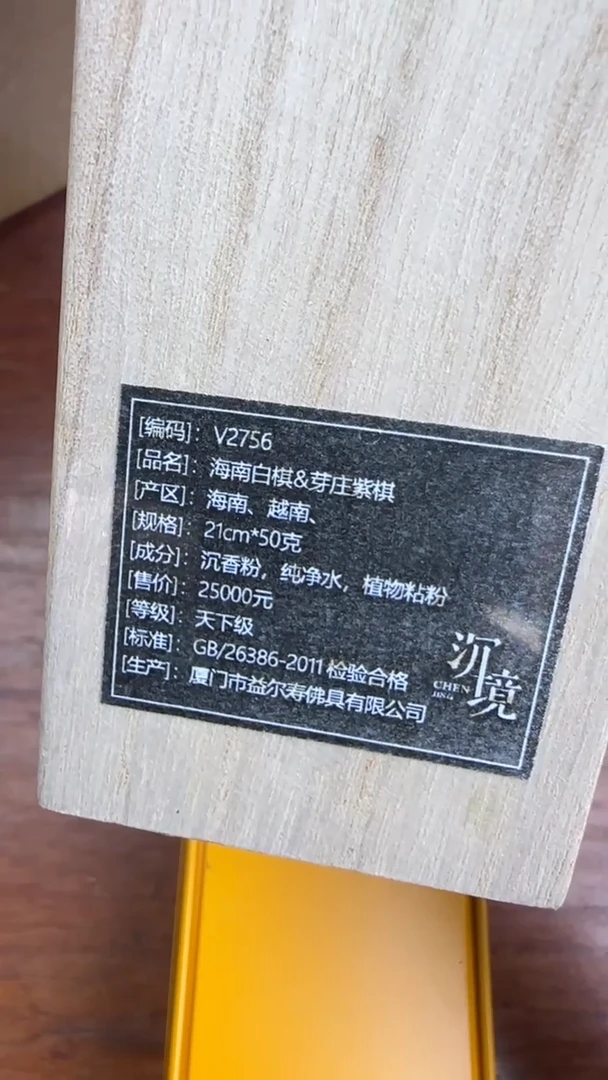 [编码]： V2756
[品名]： 海南白棋&芽庄紫棋
[产区]： 海南、越南、
[规格]： 21cm*50克
[成分]： 沉香粉，纯净水，植物粘粉
[售价]： 25000元
[等级]： 天下级
[标准]： GB/26386-2011检验合格
[生产]： 厦门市益尔寿佛具有限公司
沉境
CHEN
JING